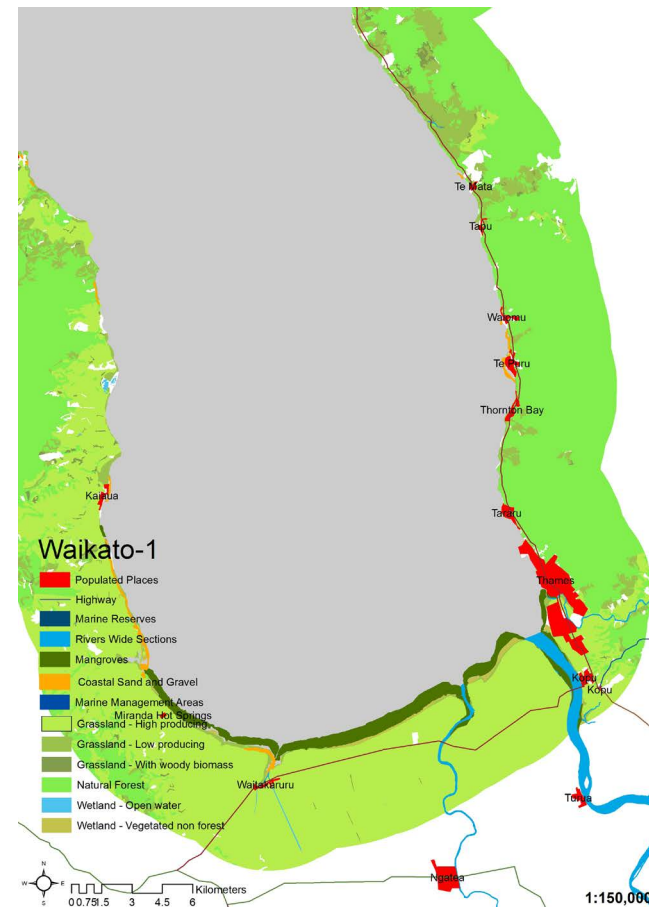 Te Mata
Tapu
Waiomu
Te Puru
Thornton Bay
Kaiaua
Tararu
Thames
Waikato-1
Populated Places
Highway
Marine Reserves
Rivers Wide Sections
Mangroves
Coastal Sand and Gravel
Marine Management Areas
Kopu
Kopu
Miranda Hot Springs
Grassland - High producing
Grassland - Low producing
Grassland - With woody biomass
Natural Forest
Wetland - Open water
Wetland - Vegetated non forest
Waitakaruru
Turua
Ngatea
N
W E
S
Kilometers
0 0.75 1.5 3 4.5 6
1:150,000